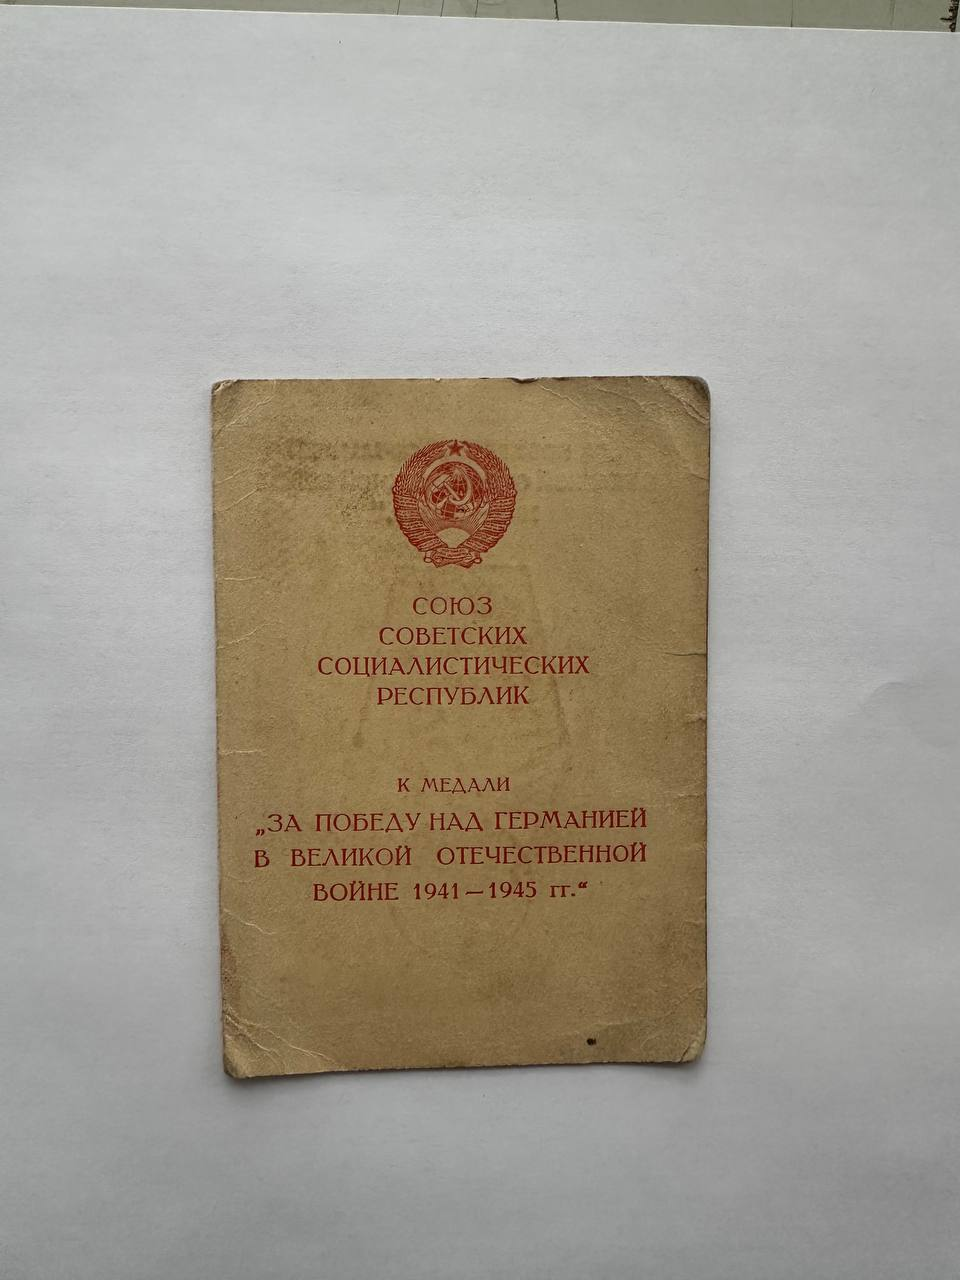 СОЮЗ
СОВЕТСКИХ
СОЦИАЛИСТИЧЕСКИХ
РЕСПУБЛИК
К МЕДАЛИ
„ЗА ПОБЕДУ НАД ГЕРМАНИЕЙ
В ВЕЛИКОЙ ОТЕЧЕСТВЕННОЙ
ВОЙНЕ 1941—1945 гг.“